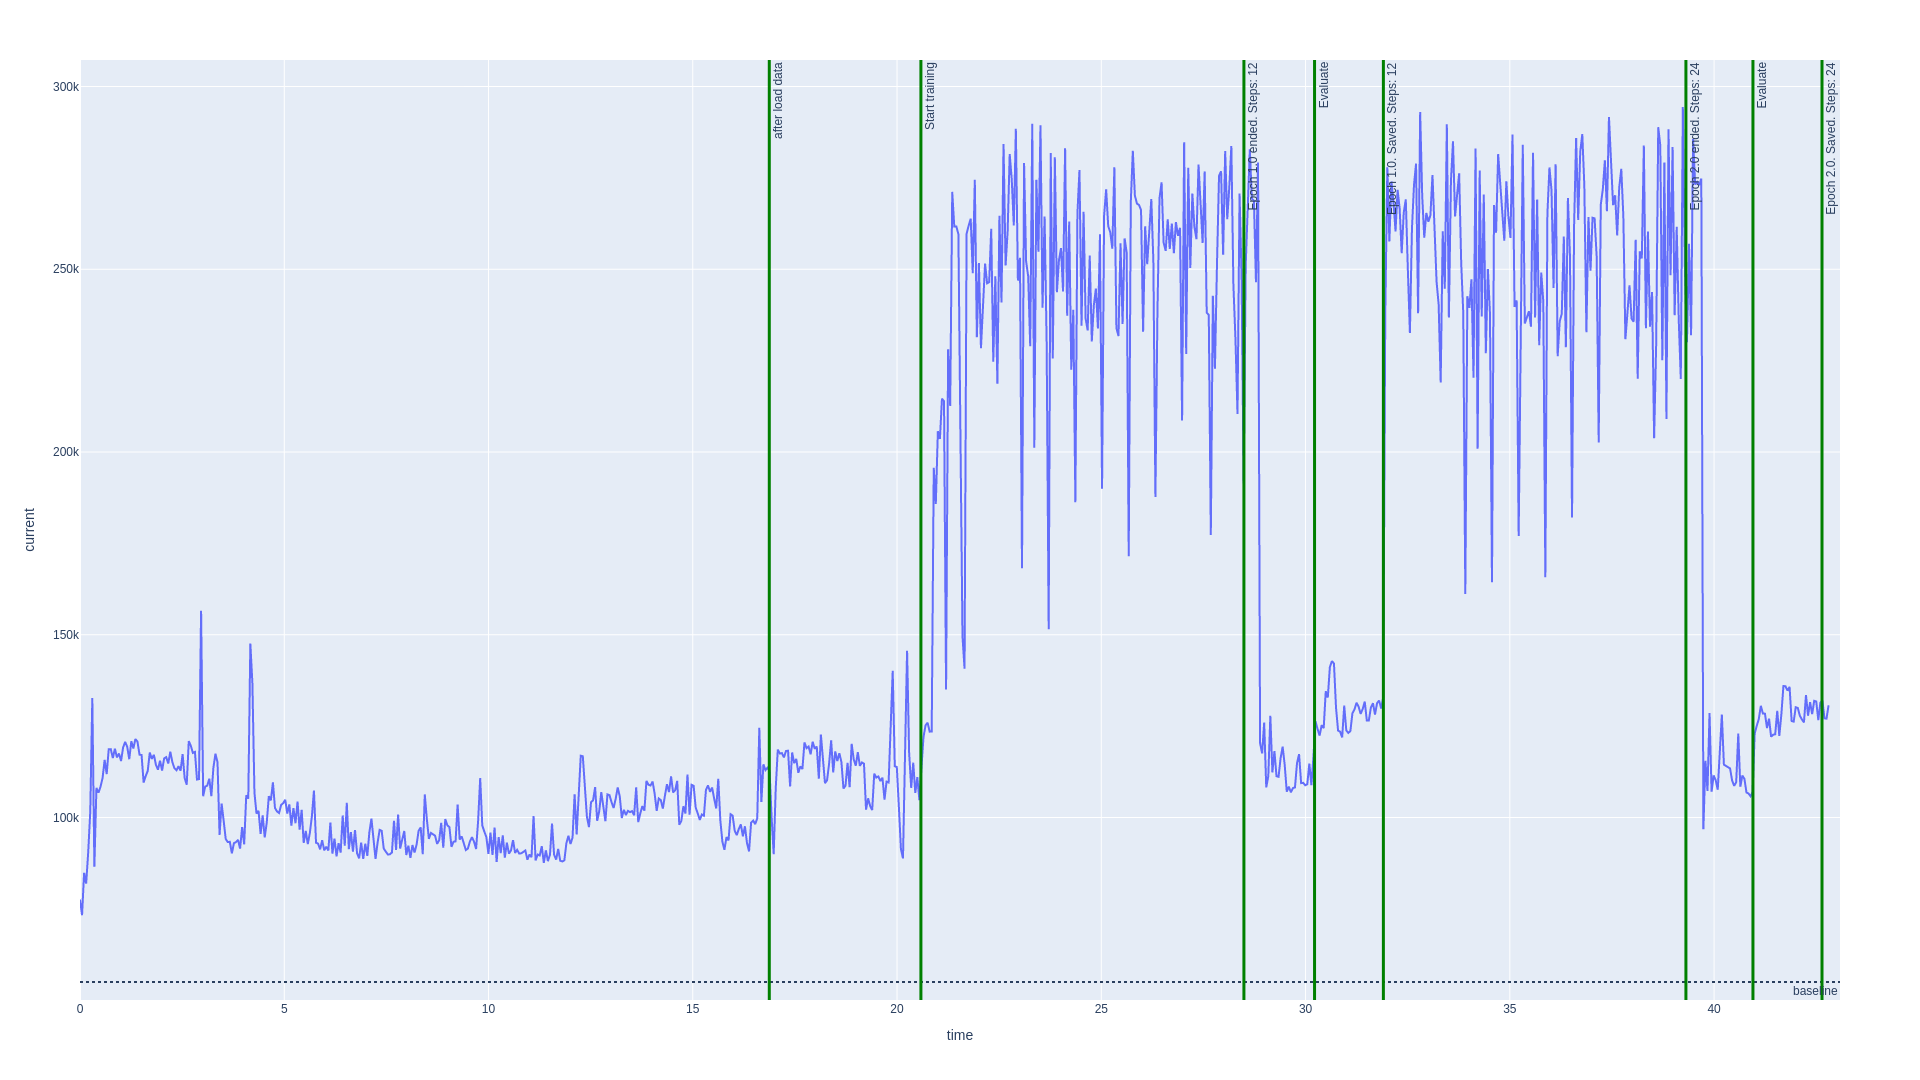 300k
250k
200k
150k
100k
current
0
5
10
15
20
25
30
35
40
time
after load data
Start training
Epoch 1.0 ended. Steps: 12
Evaluate
Epoch 1.0. Saved. Steps: 12
Epoch 2.0 ended. Steps: 24
Evaluate
Epoch 2.0. Saved. Steps: 24
baseline